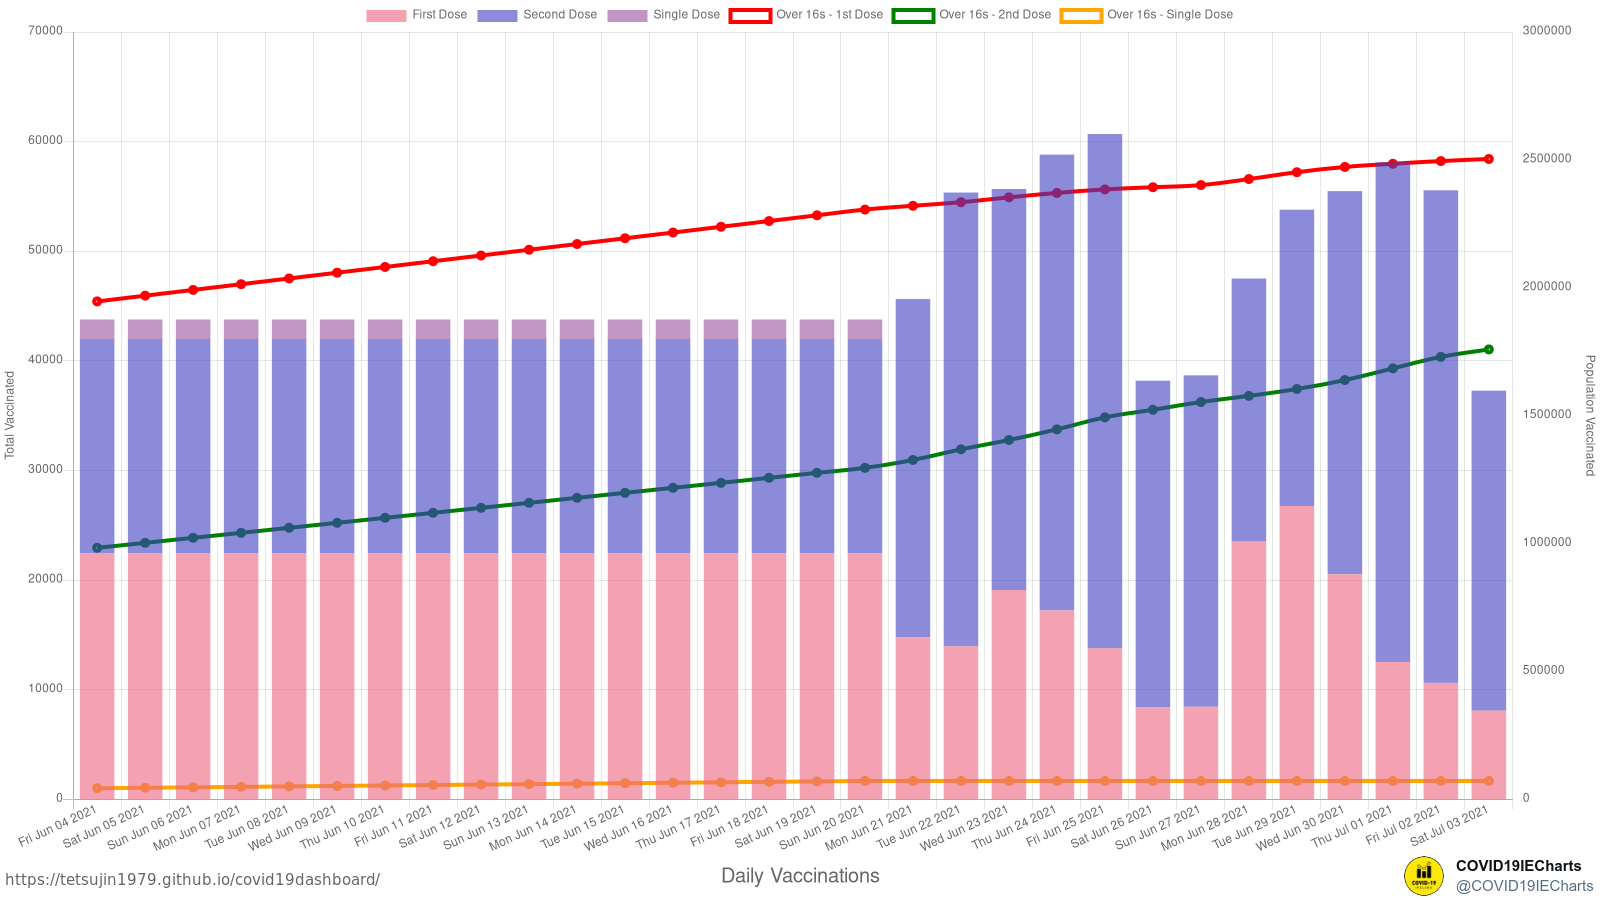 First Dose Second Dose Single Dose Over 16s - 1st Dose Over 16s - 2nd Dose Over 16s - Single Dose
70000
60000
50000
40000
30000
20000
10000
0
Total Vaccinated
3000000
2500000
2000000
1500000
1000000
500000
0
Population Vaccinated
Fri Jun 04 2021
Sat Jun 05 2021
Sun Jun 06 2021
Mon Jun 07 2021
Tue Jun 08 2021
Wed Jun 09 2021
Thu Jun 10 2021
Fri Jun 11 2021
Sat Jun 12 2021
Sun Jun 13 2021
Mon Jun 14 2021
Tue Jun 15 2021
Wed Jun 16 2021
Thu Jun 17 2021
Fri Jun 18 2021
Sat Jun 19 2021
Sun Jun 20 2021
Mon Jun 21 2021
Tue Jun 22 2021
Wed Jun 23 2021
Thu Jun 24 2021
Fri Jun 25 2021
Sat Jun 26 2021
Sun Jun 27 2021
Mon Jun 28 2021
Tue Jun 29 2021
Wed Jun 30 2021
Thu Jul 01 2021
Fri Jul 02 2021
Sat Jul 03 2021
https://tetsujin1979.github.io/covid19dashboard/
Daily Vaccinations
COVID-19
IRELAND
COVID19IECharts
@COVID19IECharts